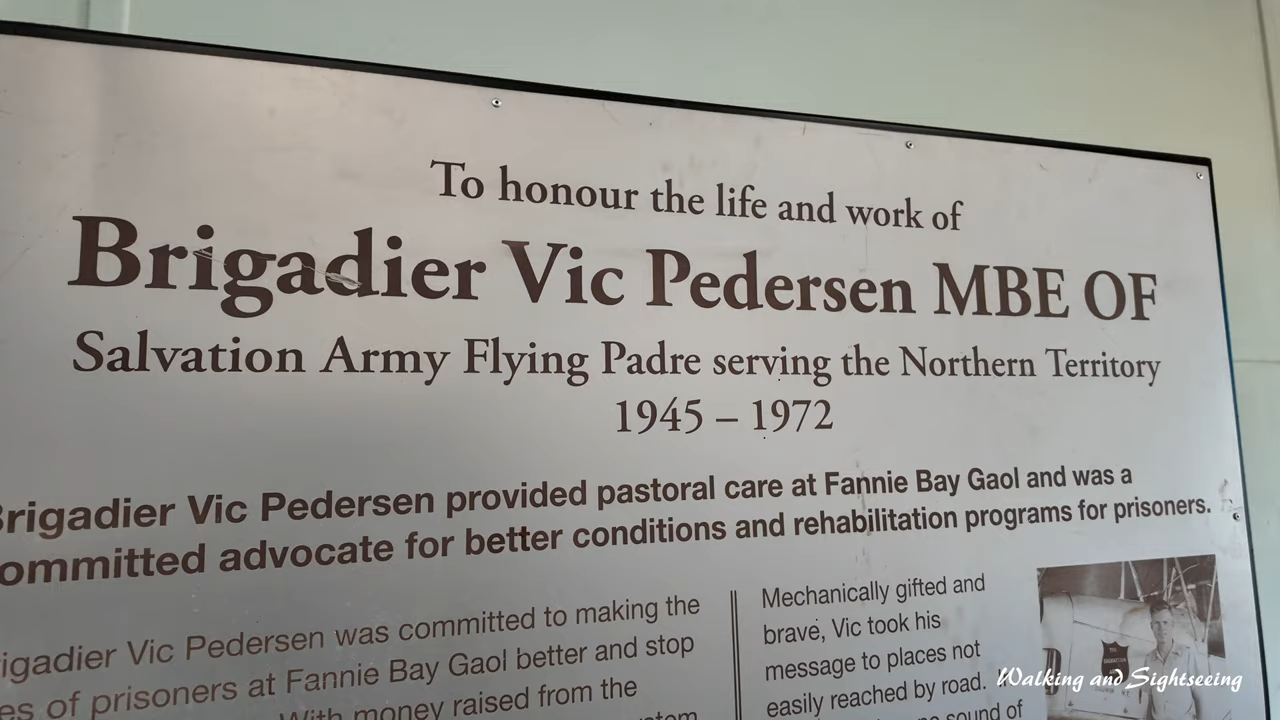 To honour the life and work of
Brigadier Vic Pedersen MBE OF
Salvation Army Flying Padre serving the Northern Territory
1945 – 1972
Brigadier Vic Pedersen provided pastoral care at Fannie Bay Gaol and was a
ommitted advocate for better conditions and rehabilitation programs for prisoners.
rigadier Vic Pedersen was committed to making the
es of prisoners at Fannie Bay Gaol better and stop
With money raised from the
Mechanically gifted and
brave, Vic took his
message to places not
easily reached by road.
sound of
Walking and Sightseeing